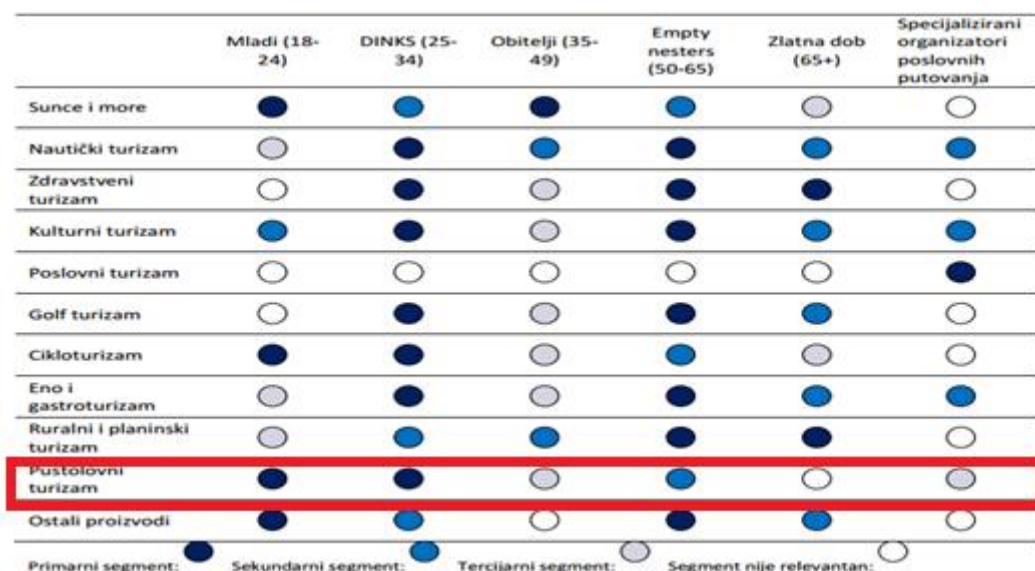 Mladi (18-
24)
DINKS (25-
34)
Obitelji (35-
49)
Empty
nesters
(50-65)
Zlatna dob
(65+)
Specijalizirani
organizatori
poslovnih
putovanja
Sunce i more
Nautički turizam
Zdravstveni
turizam
Kulturni turizam
Poslovni turizam
Golf turizam
Cikloturizam
Eno i
gastroturizam
Ruralni i planinski
turizam
Pustolovni
turizam
Ostali proizvodi
Primarni segment: Sekundarni segment: Tercijarni segment: Segment nije relevantan: